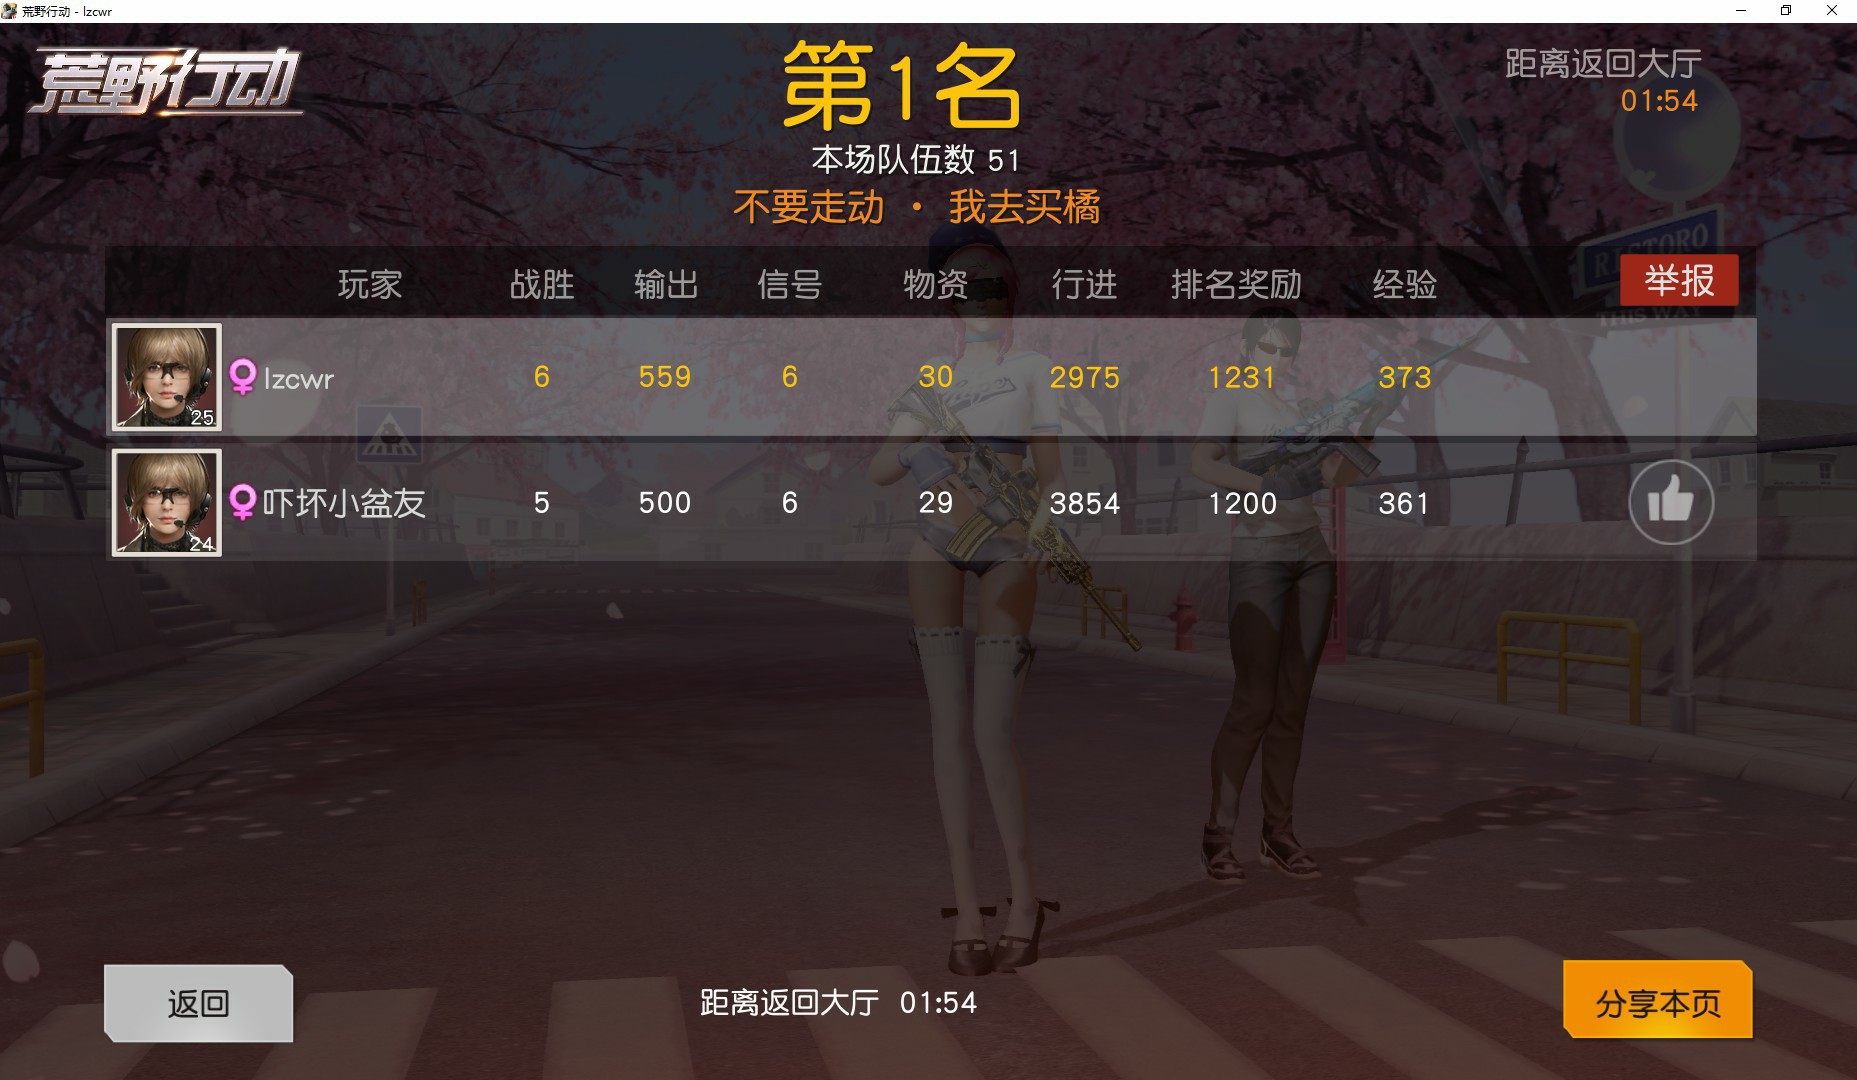 荒野行动 - lzcwr
荒野行动
第1名
距离返回大厅
01:54
本场队伍数 51
不要走动 · 我去买橘
玩家 战胜 输出 信号 物资 行进 排名奖励 经验 举报
THIS WAY
25 lzcwr 6 559 6 30 2975 1231 373
24 吓坏小盆友 5 500 6 29 3854 1200 361
返回
距离返回大厅 01:54
分享本页